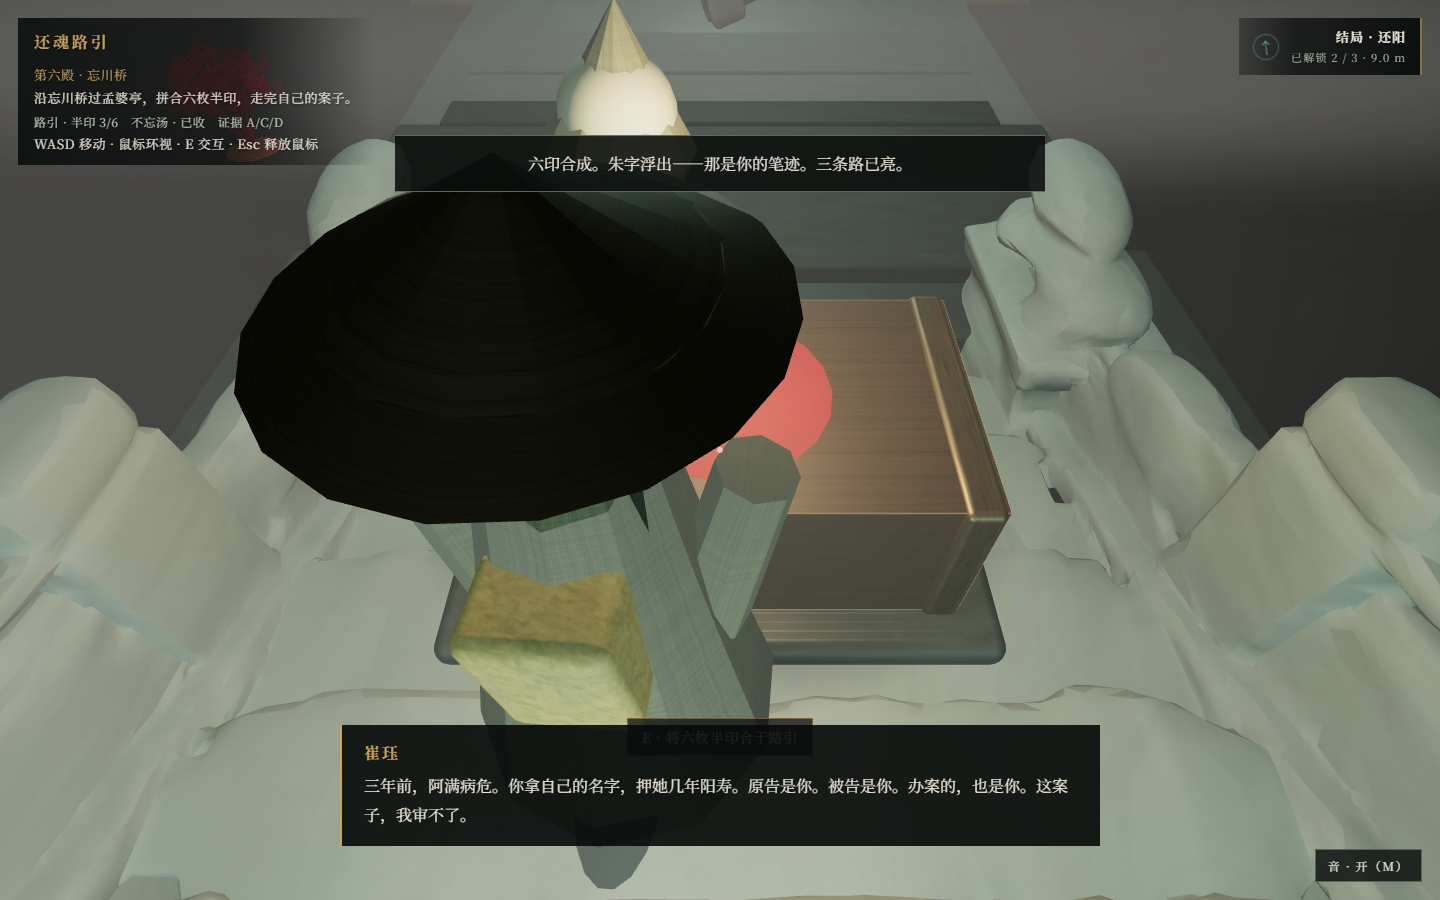 还魂路引
第六殿 · 忘川桥
沿忘川桥过孟婆亭，拼合六枚半印，走完自己的案子。
路引 · 半印 3/6 不忘汤 · 已收 证据 A/C/D
WASD 移动 · 鼠标环视 · E 交互 · Esc 释放鼠标
结局 · 还阳
已解锁 2 / 3 · 9.0 m
六印合成。朱字浮出——那是你的笔迹。三条路已亮。
E · 将六枚半印合于路引
崔珏
三年前，阿满病危。你拿自己的名字，押她几年阳寿。原告是你。被告是你。办案的，也是你。这案
子，我审不了。
音 · 开（M）